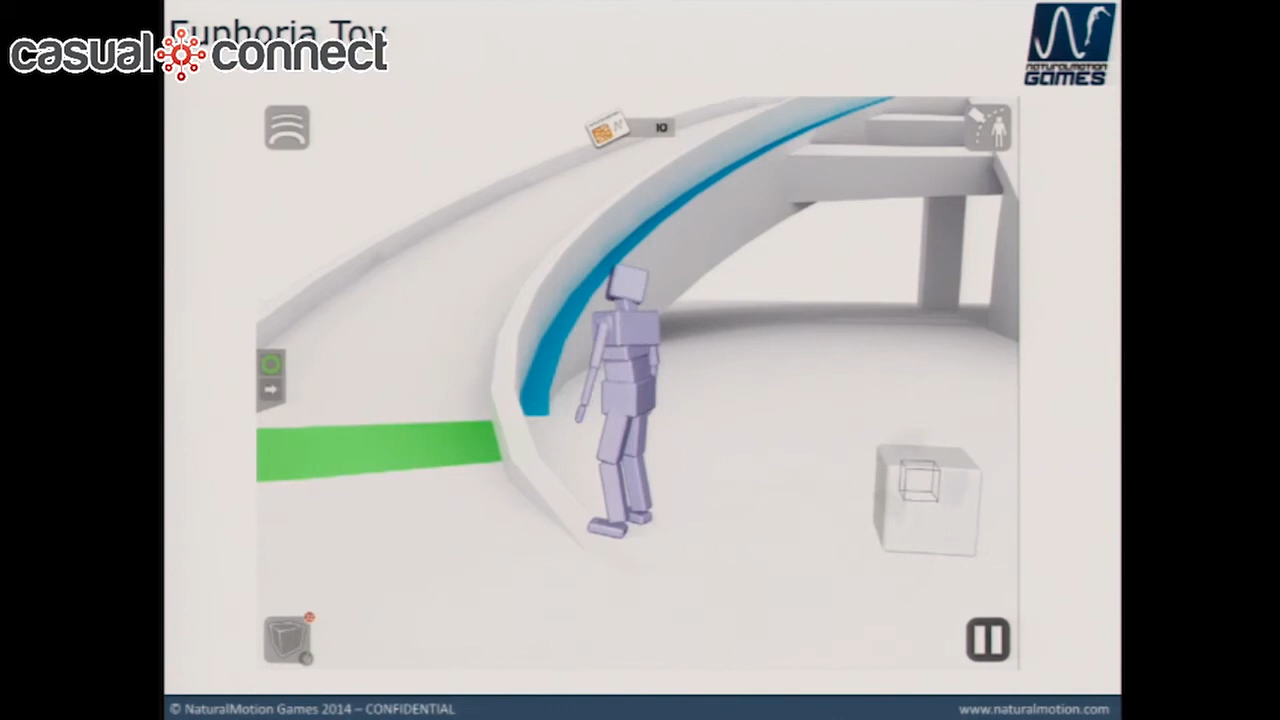 Euphoria Toy
casual connect
NATURALMOTION
GAMES
10
© NaturalMotion Games 2014 – CONFIDENTIAL
www.naturalmotion.com